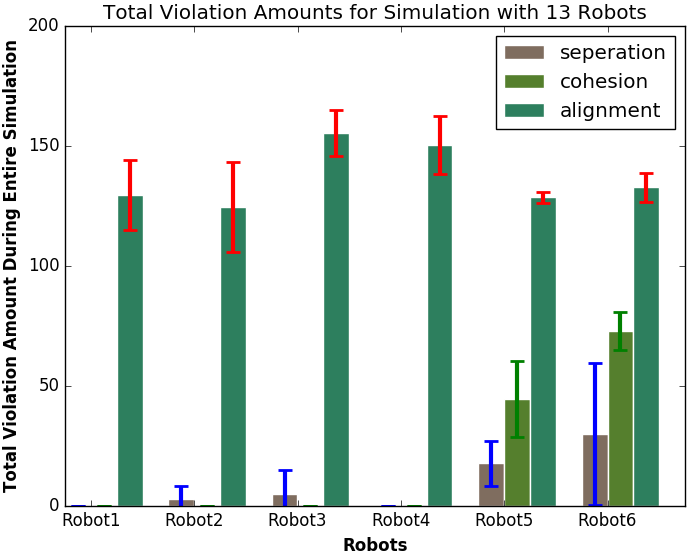 Total Violation Amounts for Simulation with 13 Robots
Total Violation Amount During Entire Simulation
200
150
100
50
0
seperation
cohesion
alignment
Robot1 Robot2 Robot3 Robot4 Robot5 Robot6
Robots